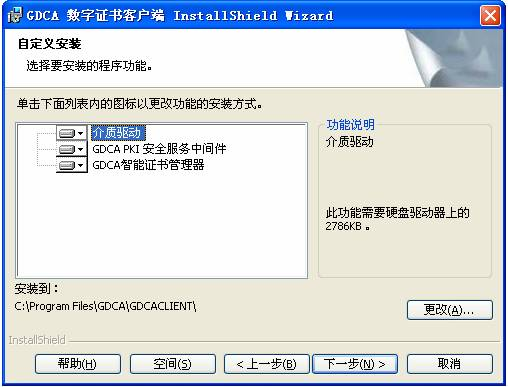 GDCA 数字证书客户端 InstallShield Wizard
自定义安装
选择要安装的程序功能。
单击下面列表内的图标以更改功能的安装方式。
介质驱动
GDCA PKI 安全服务中间件
GDCA智能证书管理器
功能说明
介质驱动
此功能需要硬盘驱动器上的
2786KB 。
安装到：
C:\Program Files\GDCA\GDCACLIENT\
更改(A)...
InstallShield
帮助(H)
空间(S)
< 上一步(B)
下一步(N) >
取消